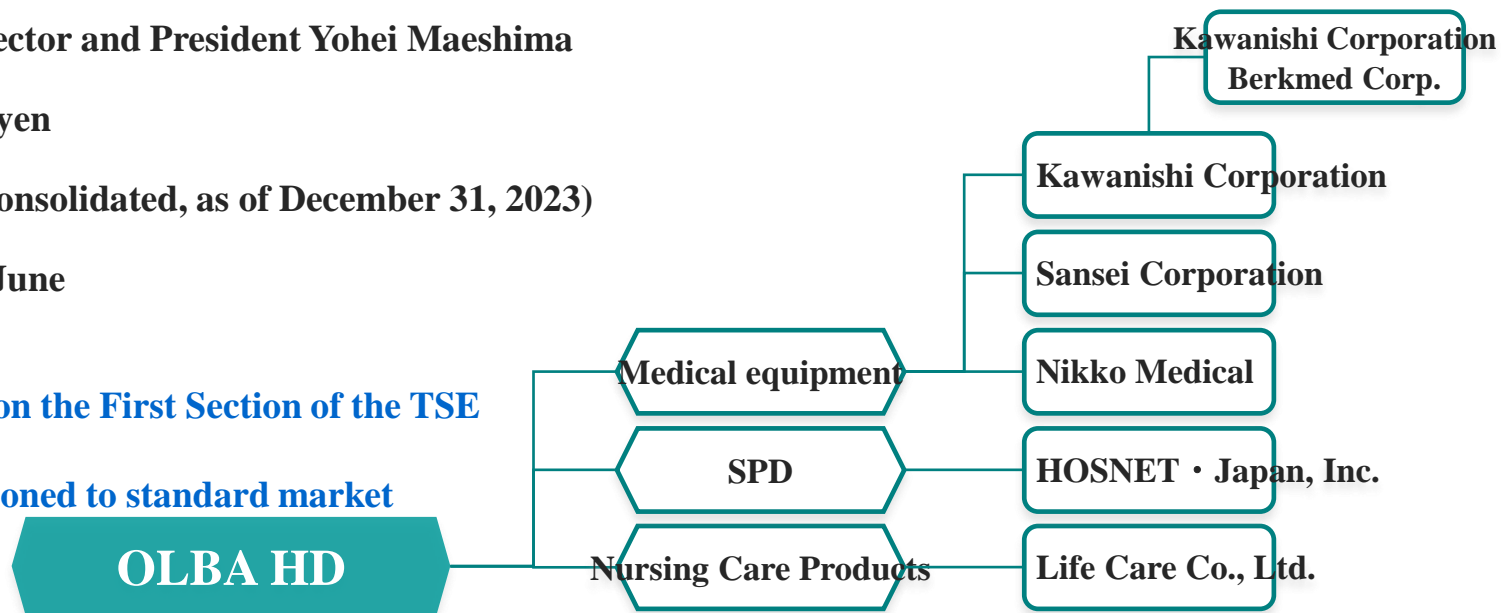 ector and President Yohei Maeshima
yen
onsolidated, as of December 31, 2023)
June
on the First Section of the TSE
oned to standard market
OLBA HD
Medical equipment
SPD
Nursing Care Products
Kawanishi Corporation
Berkmed Corp.
Kawanishi Corporation
Sansei Corporation
Nikko Medical
HOSNET・Japan, Inc.
Life Care Co., Ltd.